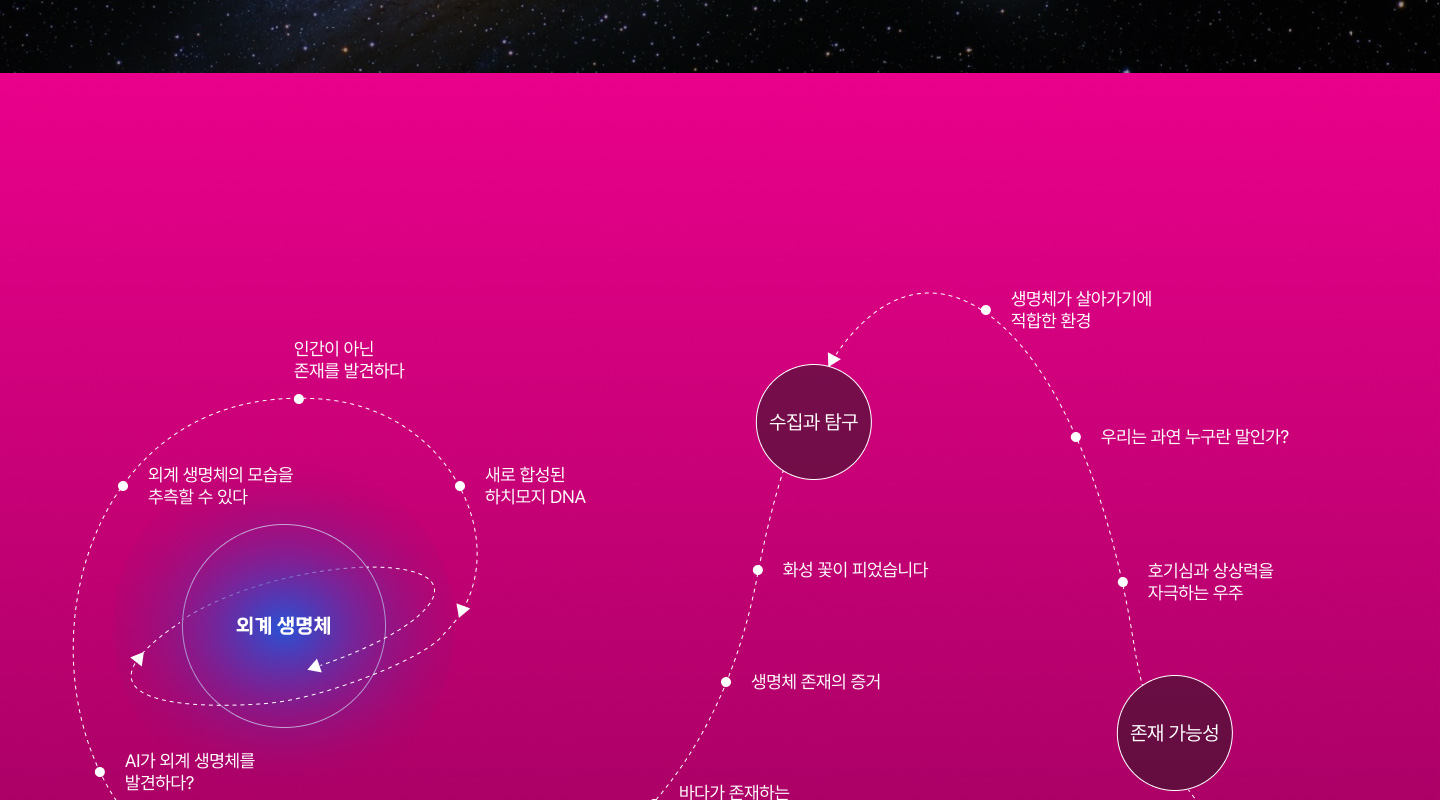 생명체가 살아가기에
적합한 환경
인간이 아닌
존재를 발견하다
수집과 탐구
우리는 과연 누구란 말인가?
외계 생명체의 모습을
추측할 수 있다
새로 합성된
하치모지 DNA
화성 꽃이 피었습니다
호기심과 상상력을
자극하는 우주
외계 생명체
생명체 존재의 증거
존재 가능성
AI가 외계 생명체를
발견하다?
바다가 존재하는